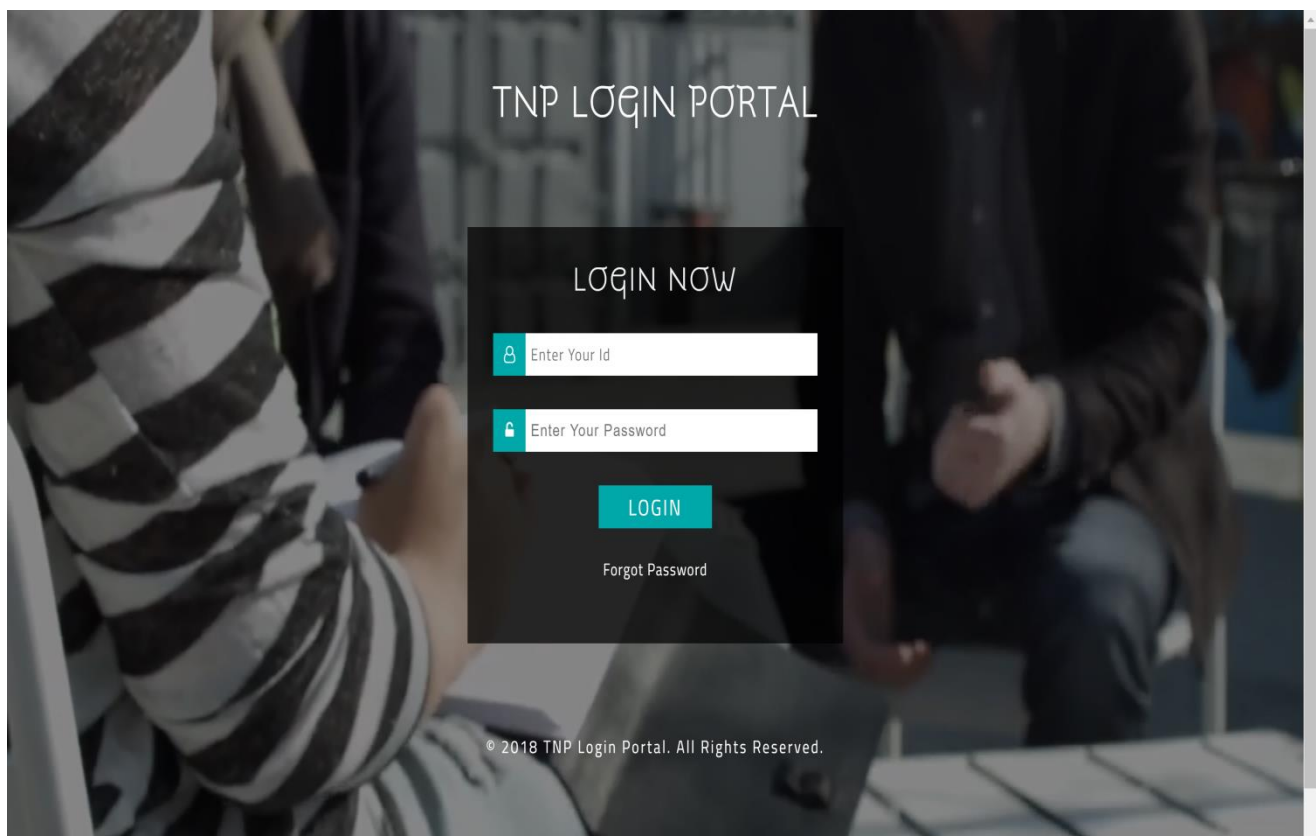 TNP LOGIN PORTAL
LOGIN NOW
Enter Your Id
Enter Your Password
LOGIN
Forgot Password
© 2018 TNP Login Portal. All Rights Reserved.